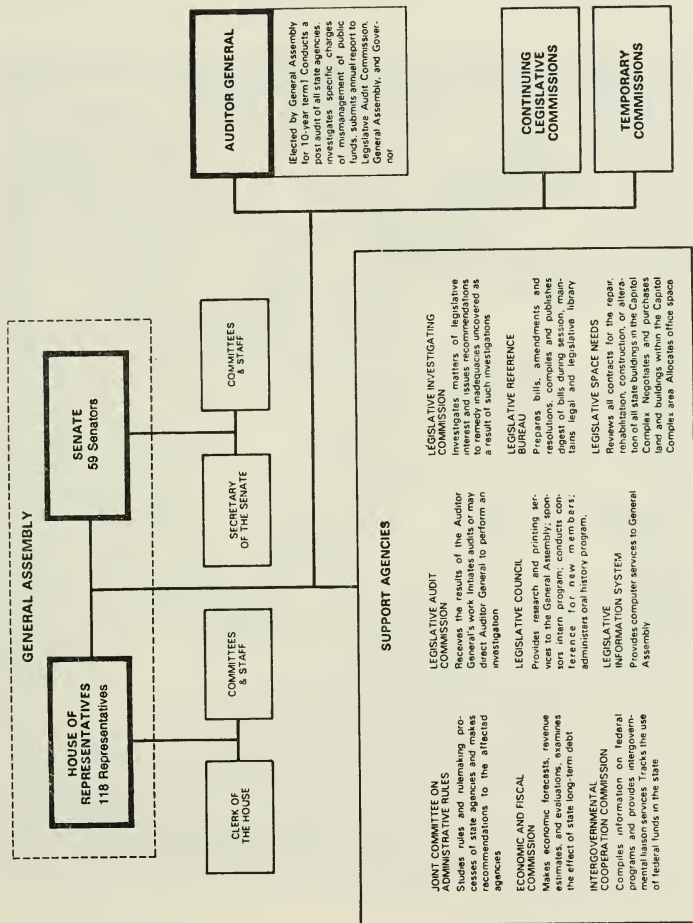 GENERAL ASSEMBLY
HOUSE OF
REPRESENTATIVES
118 Representatives
SENATE
59 Senators
CLERK OF
THE HOUSE
COMMITTEES
& STAFF
SECRETARY
OF THE SENATE
COMMITTEES
& STAFF
AUDITOR GENERAL
(Elected by General Assembly
for 10-year term) Conducts a
post audit of all state agencies,
investigates specific charges
of mismanagement of public
funds, submits annual report to
Legislative Audit Commission,
General Assembly, and Gover-
nor
CONTINUING
LEGISLATIVE
COMMISSIONS
TEMPORARY
COMMISSIONS
SUPPORT AGENCIES
JOINT COMMITTEE ON
ADMINISTRATIVE RULES
Studies rules and rulemaking pro-
cesses of state agencies and makes
recommendations to the affected
agencies
ECONOMIC AND FISCAL
COMMISSION
Makes economic forecasts, revenue
estimates, and evaluations, examines
the effect of state long-term debt
INTERGOVERNMENTAL
COOPERATION COMMISSION
Compiles information on federal
programs and provides intergovern-
mental liaison services Tracks the use
of federal funds in the state
LEGISLATIVE AUDIT
COMMISSION
Receives the results of the Auditor
General's work Initiates audits or may
direct Auditor General to perform an
investigation
LEGISLATIVE COUNCIL
Provides research and printing ser-
vices to the General Assembly; spon-
sors intern program; conducts con-
ference for new members;
administers oral history program.
LEGISLATIVE
INFORMATION SYSTEM
Provides computer services to General
Assembly
LEGISLATIVE INVESTIGATING
COMMISSION
Investigates matters of legislative
interest and issues recommendations
to remedy inadequacies uncovered as
a result of such investigations
LEGISLATIVE REFERENCE
BUREAU
Prepares bills, amendments and
resolutions, compiles and publishes
digest of bills during session, main-
tains legal and legislative library
LEGISLATIVE SPACE NEEDS
Reviews all contracts for the repair,
rehabilitation, construction, or altera-
tion of all state buildings in the Capitol
Complex Negotiates and purchases
land and buildings within the Capitol
Complex area Allocates office space